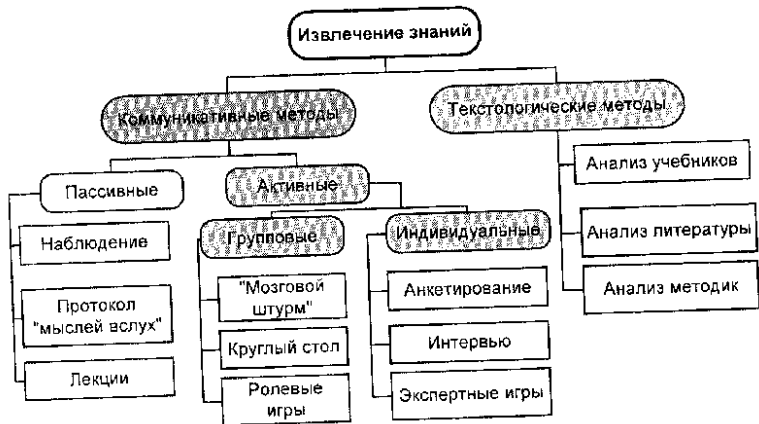 Извлечение знаний
Коммуникативные методы
Текстологические методы
Пассивные
Активные
Групповые
Индивидуальные
Наблюдение
Протокол
"мыслей вслух"
Лекции
"Мозговой
штурм"
Круглый стол
Ролевые
игры
Анкетирование
Интервью
Экспертные игры
Анализ учебников
Анализ литературы
Анализ методик